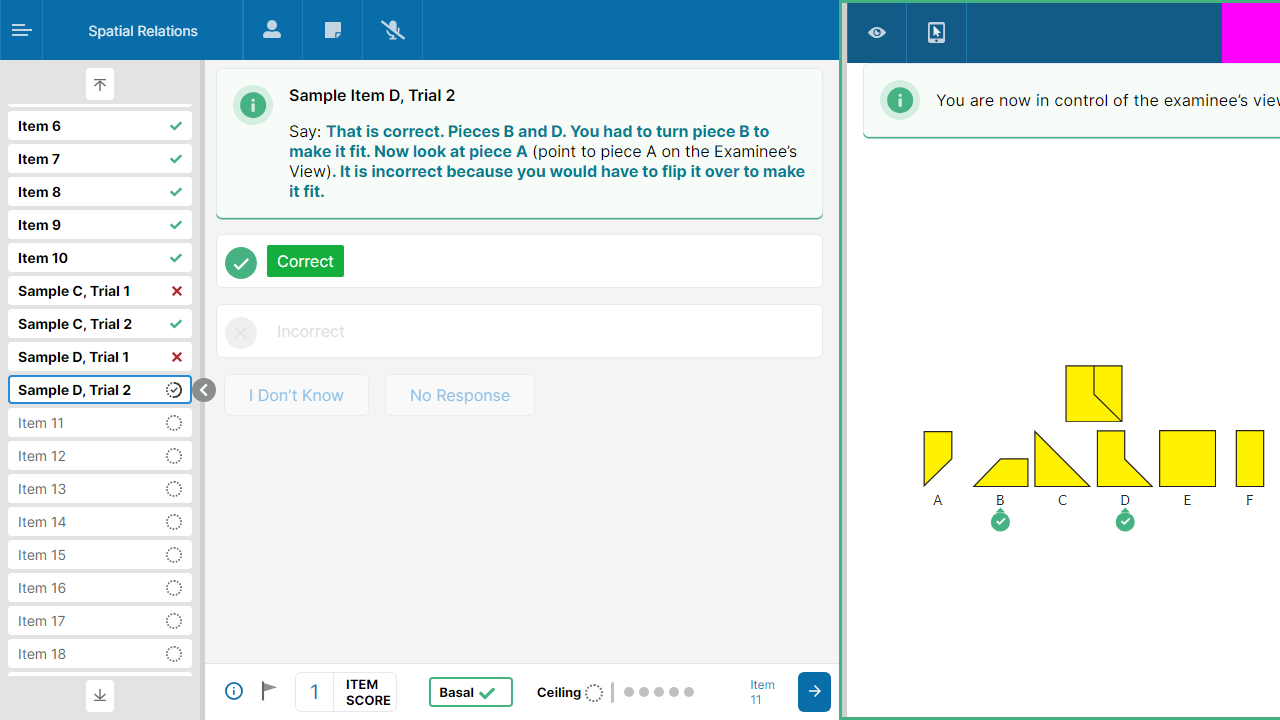 Spatial Relations
Item 6
Item 7
Item 8
Item 9
Item 10
Sample C, Trial 1
Sample C, Trial 2
Sample D, Trial 1
Sample D, Trial 2
Item 11
Item 12
Item 13
Item 14
Item 15
Item 16
Item 17
Item 18
Sample Item D, Trial 2
Say: That is correct. Pieces B and D. You had to turn piece B to
make it fit. Now look at piece A (point to piece A on the Examinee’s
View). It is incorrect because you would have to flip it over to make
it fit.
Correct
Incorrect
I Don’t Know
No Response
1
ITEM
SCORE
Basal
Ceiling
Item
11
You are now in control of the examinee’s view
A
B
C
D
E
F